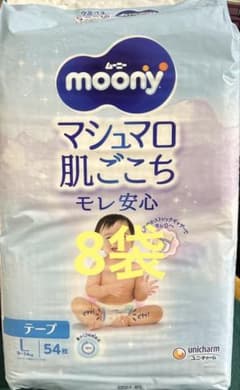 ムーニー
moony
マシュマロ
肌ごこち
モレ安心
8袋
テープ
L
54枚
unicharm
ユニ・チャーム